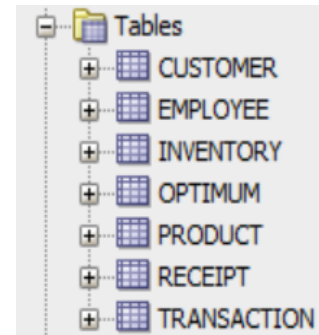 Tables
CUSTOMER
EMPLOYEE
INVENTORY
OPTIMUM
PRODUCT
RECEIPT
TRANSACTION